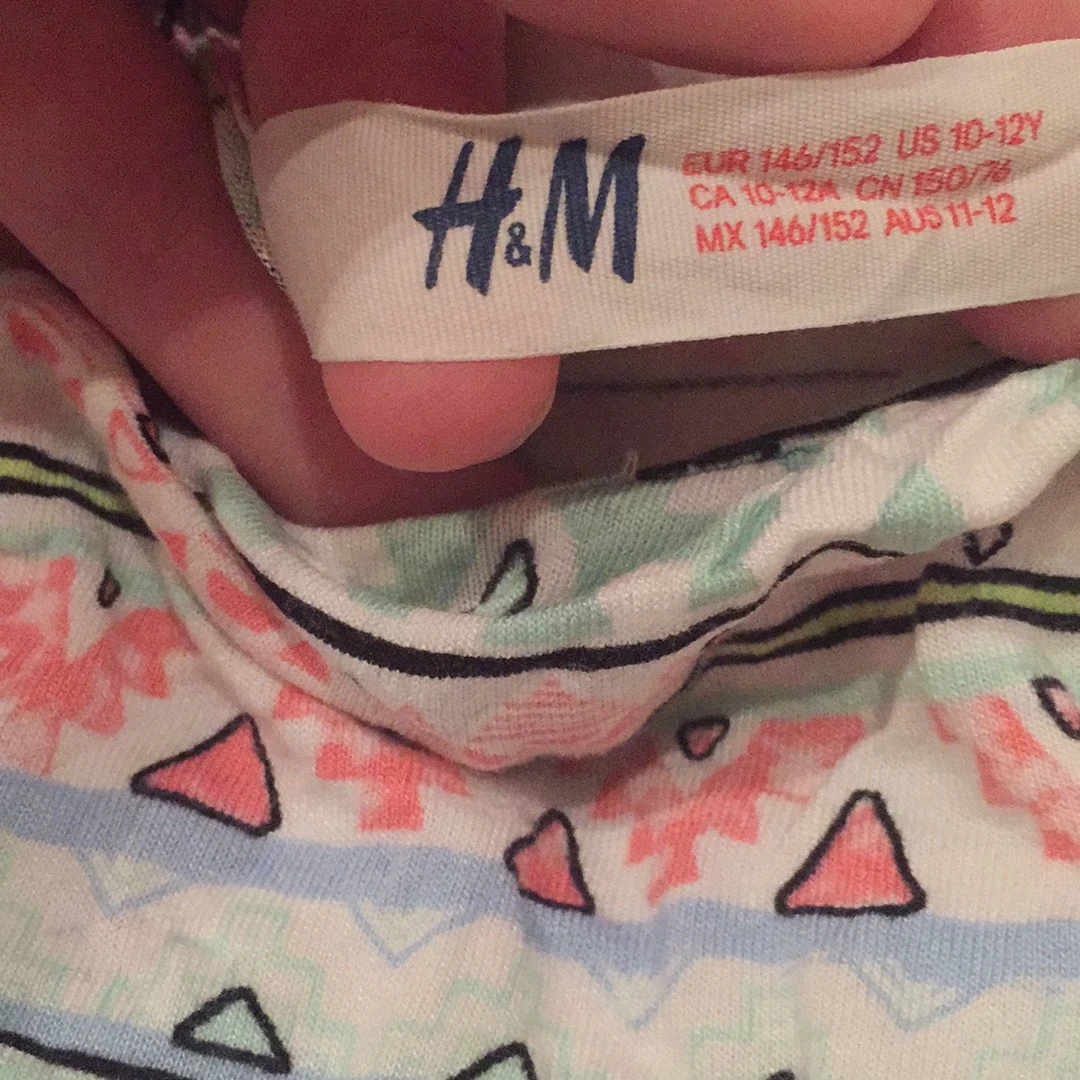 H&M
EUR 146/152 US 10-12Y
CA 10-12A CN 150/76
MX 146/152 AUS 11-12